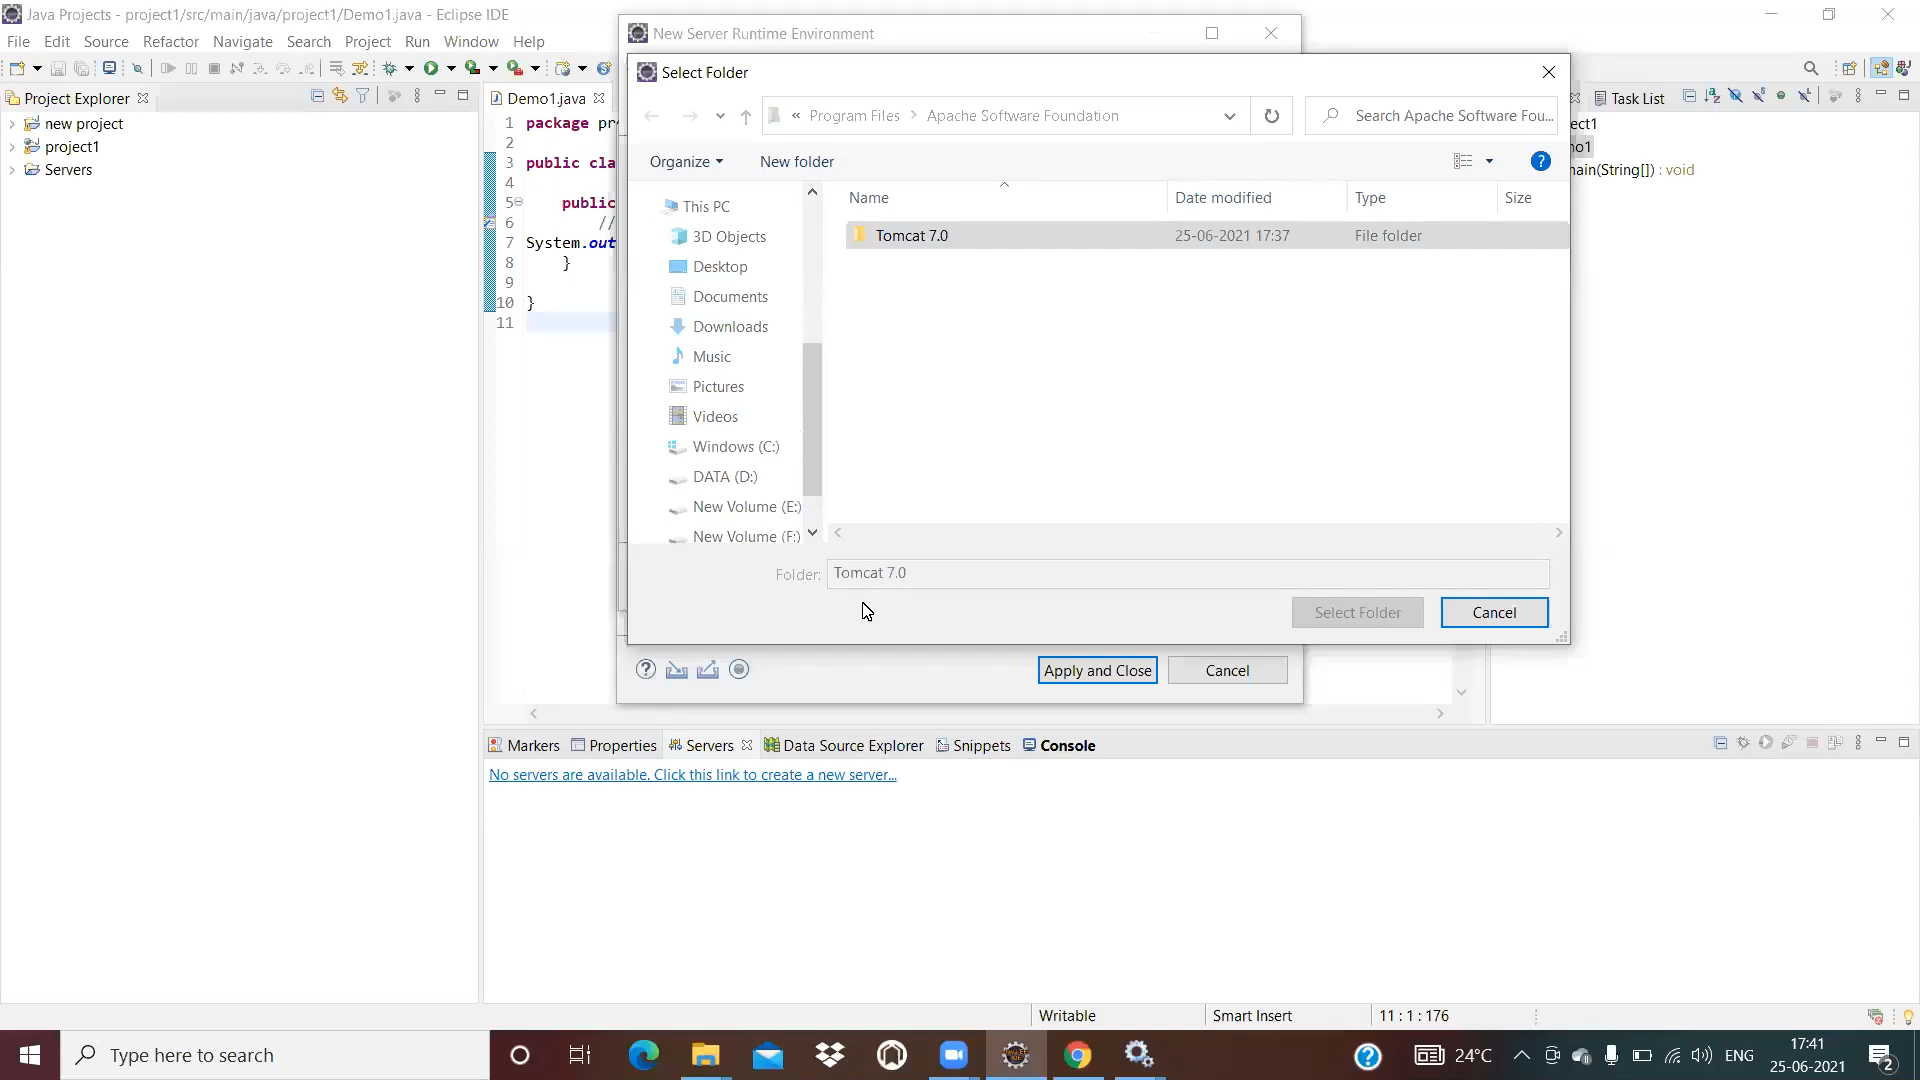 Java Projects - project1/src/main/java/project1/Demo1.java - Eclipse IDE
File Edit Source Refactor Navigate Search Project Run Window Help
Project Explorer
new project
project1
Servers
Demo1.java
1 package pr
2
3 public cla
4
5 public
6 //
7 System.out
8 }
9
10 }
11
New Server Runtime Environment
Select Folder
« Program Files > Apache Software Foundation
Search Apache Software Fou...
Organize
New folder
This PC
3D Objects
Desktop
Documents
Downloads
Music
Pictures
Videos
Windows (C:)
DATA (D:)
New Volume (E:)
New Volume (F:)
Name Date modified Type Size
Tomcat 7.0 25-06-2021 17:37 File folder
Folder: Tomcat 7.0
Select Folder Cancel
Apply and Close Cancel
Task List
ect1
no1
nain(String[]) : void
Markers Properties Servers Data Source Explorer Snippets Console
No servers are available. Click this link to create a new server...
Writable Smart Insert 11 : 1 : 176
Type here to search
24°C ENG
17:41
25-06-2021
2